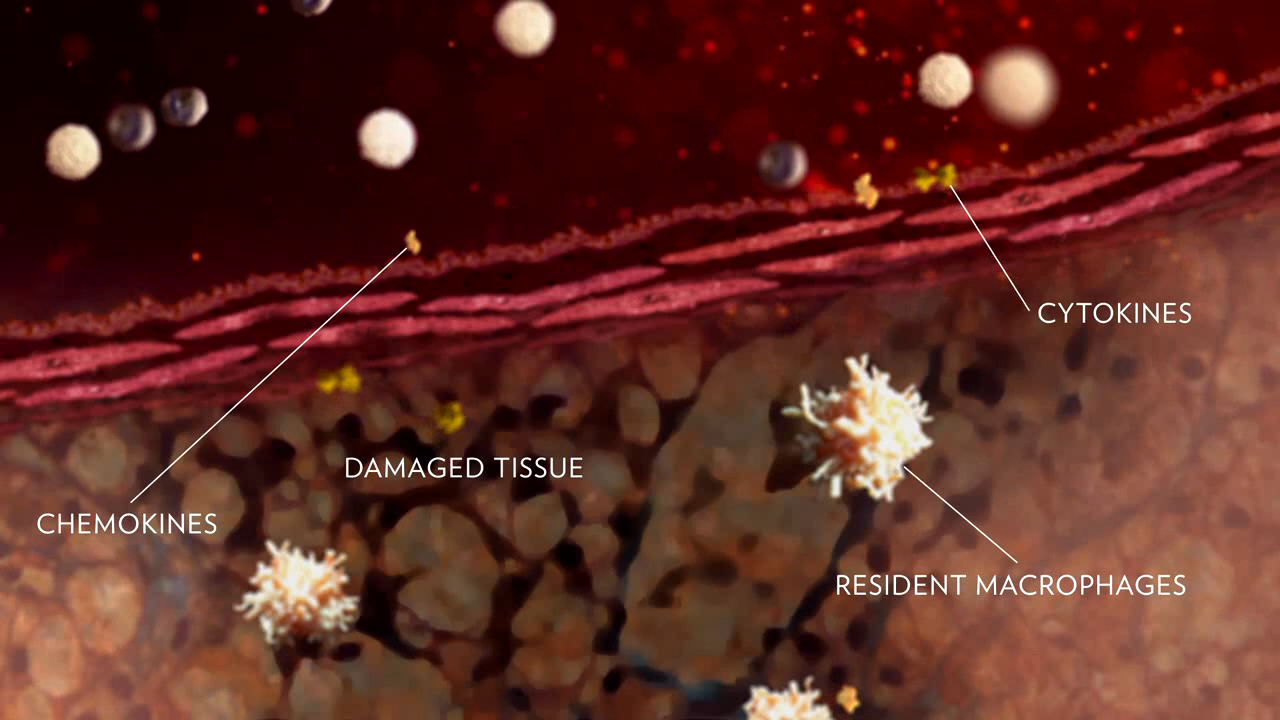 CYTOKINES
DAMAGED TISSUE
CHEMOKINES
RESIDENT MACROPHAGES